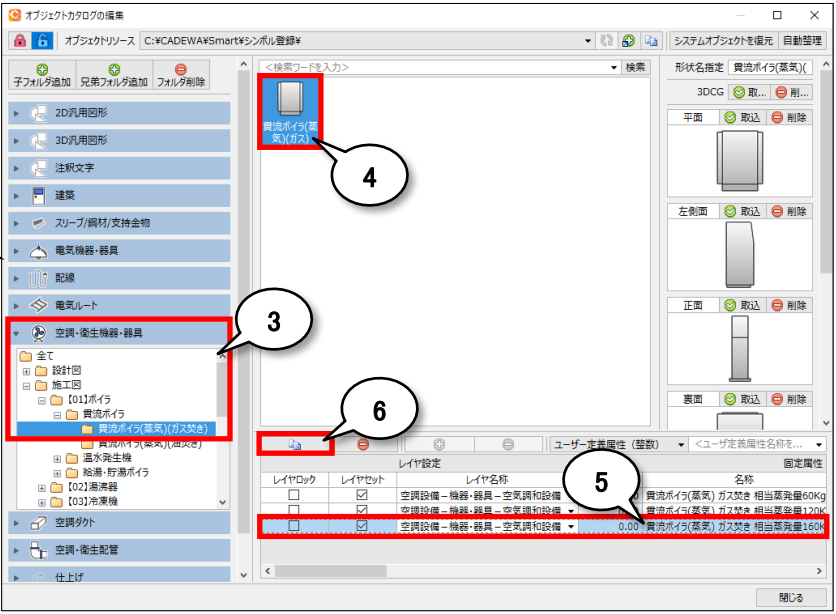 オブジェクトカタログの編集
オブジェクトリソース C:¥CADEWA¥Smart¥シンボル登録¥
システムオブジェクトを復元 自動整理
子フォルダ追加 兄弟フォルダ追加 フォルダ削除
<検索ワードを入力> 検索
形状名指定 貫流ボイラ(蒸気)(
3DCG 取... 削...
2D汎用図形
3D汎用図形
注釈文字
建築
スリーブ/鋼材/支持金物
電気機器・器具
配線
電気ルート
空調・衛生機器・器具
全て
設計図
施工図
【01】ボイラ
貫流ボイラ
貫流ボイラ(蒸気)(ガス焚き)
貫流ボイラ(蒸気)(油焚き)
温水発生機
給湯・貯湯ボイラ
【02】湯沸器
【03】冷凍機
空調ダクト
空調・衛生配管
仕上げ
3
貫流ボイラ(蒸
気)(ガス)
4
平面 取込 削除
左側面 取込 削除
正面 取込 削除
裏面 取込 削除
6
ユーザー定義属性（整数） <ユーザ定義属性名称を...
レイヤ設定 固定属性
レイヤロック レイヤセット レイヤ名称 名称
5
空調設備－機器・器具－空気調和設備 貫流ボイラ(蒸気) ガス焚き 相当蒸発量60Kg
空調設備－機器・器具－空気調和設備 貫流ボイラ(蒸気) ガス焚き 相当蒸発量120K
空調設備－機器・器具－空気調和設備 0.00 貫流ボイラ(蒸気) ガス焚き 相当蒸発量160K
閉じる